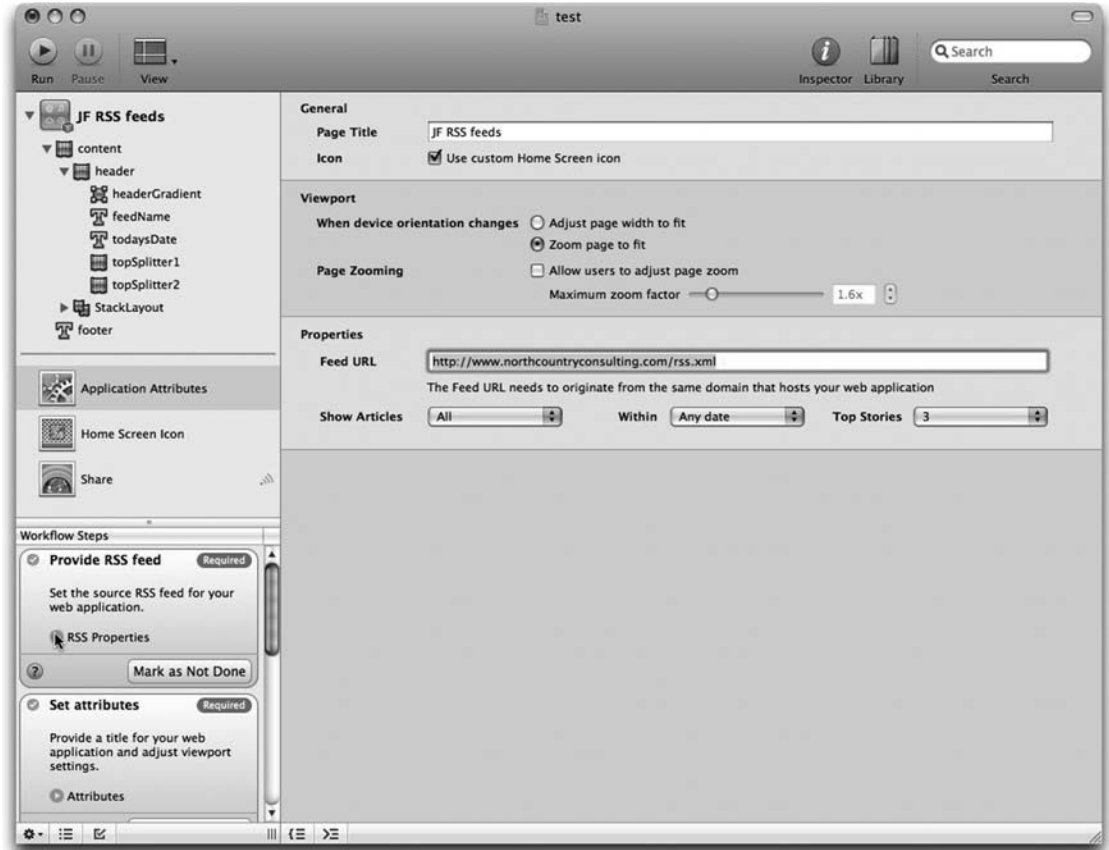 test
Run
Pause
View
Inspector
Library
Search
Search
JF RSS feeds
content
header
headerGradient
feedName
todaysDate
topSplitter1
topSplitter2
StackLayout
footer
Application Attributes
Home Screen Icon
Share
Workflow Steps
Provide RSS feed Required
Set the source RSS feed for your
web application.
RSS Properties
? Mark as Not Done
Set attributes Required
Provide a title for your web
application and adjust viewport
settings.
Attributes
General
Page Title JF RSS feeds
Icon Use custom Home Screen icon
Viewport
When device orientation changes Adjust page width to fit
Zoom page to fit
Page Zooming Allow users to adjust page zoom
Maximum zoom factor 1.6x
Properties
Feed URL http://www.northcountryconsulting.com/rss.xml
The Feed URL needs to originate from the same domain that hosts your web application
Show Articles All Within Any date Top Stories 3